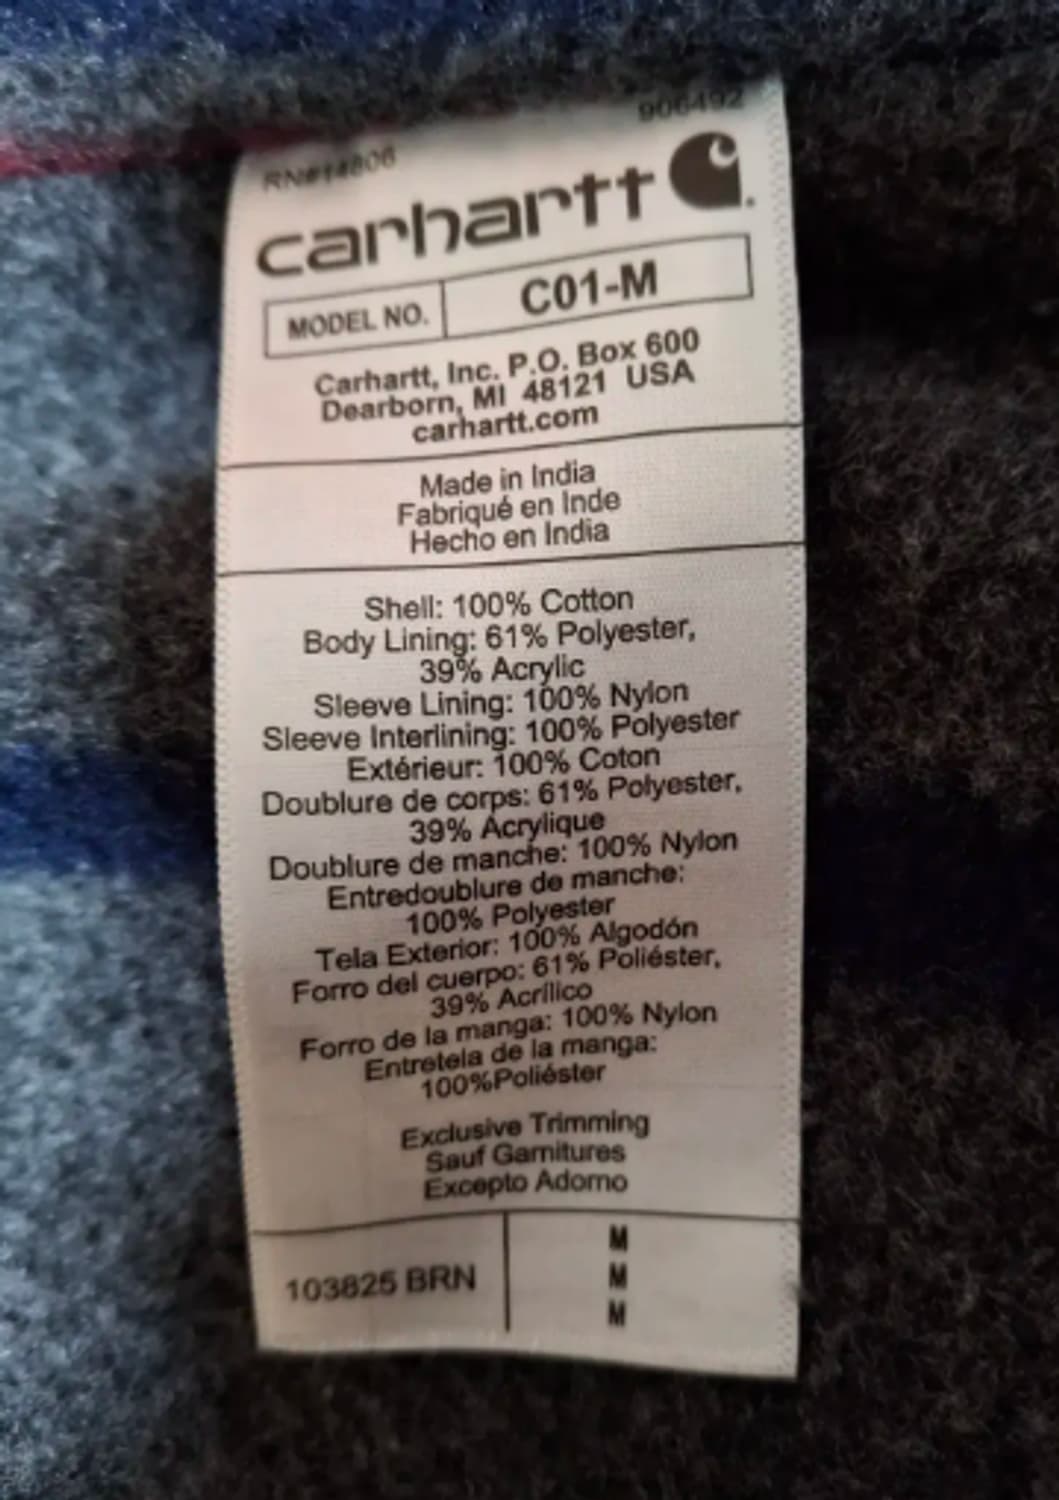 906492
RN#14806
carhartt
MODEL NO. C01-M
Carhartt, Inc. P.O. Box 600
Dearborn, MI 48121 USA
carhartt.com
Made in India
Fabriqué en Inde
Hecho en India
Shell: 100% Cotton
Body Lining: 61% Polyester,
39% Acrylic
Sleeve Lining: 100% Nylon
Sleeve Interlining: 100% Polyester
Extérieur: 100% Coton
Doublure de corps: 61% Polyester,
39% Acrylique
Doublure de manche: 100% Nylon
Entredoublure de manche:
100% Polyester
Tela Exterior: 100% Algodón
Forro del cuerpo: 61% Poliéster,
39% Acrílico
Forro de la manga: 100% Nylon
Entretela de la manga:
100%Poliéster
Exclusive Trimming
Sauf Garnitures
Excepto Adorno
103825 BRN
M
M
M